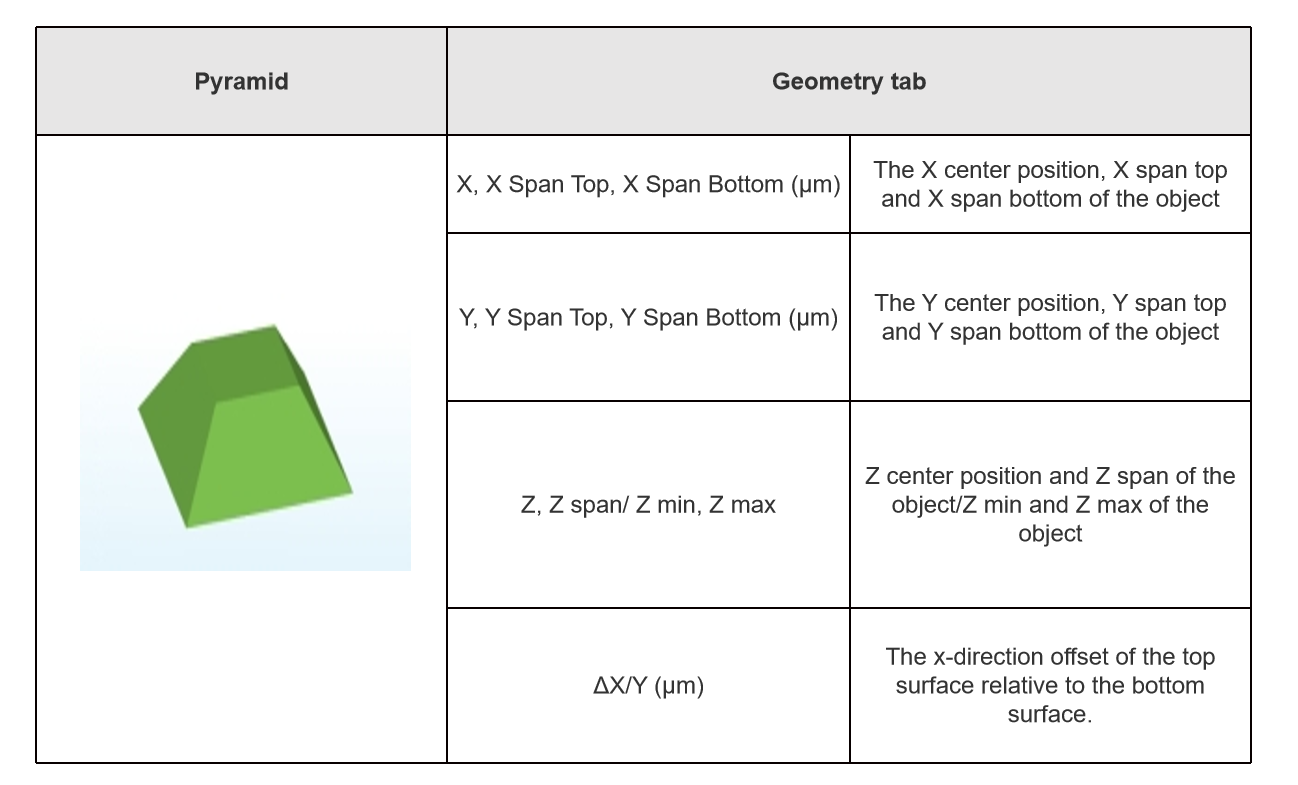 Pyramid
Geometry tab
X, X Span Top, X Span Bottom (μm)
The X center position, X span top
and X span bottom of the object
Y, Y Span Top, Y Span Bottom (μm)
The Y center position, Y span top
and Y span bottom of the object
Z, Z span/ Z min, Z max
Z center position and Z span of the
object/Z min and Z max of the
object
ΔX/Y (μm)
The x-direction offset of the top
surface relative to the bottom
surface.